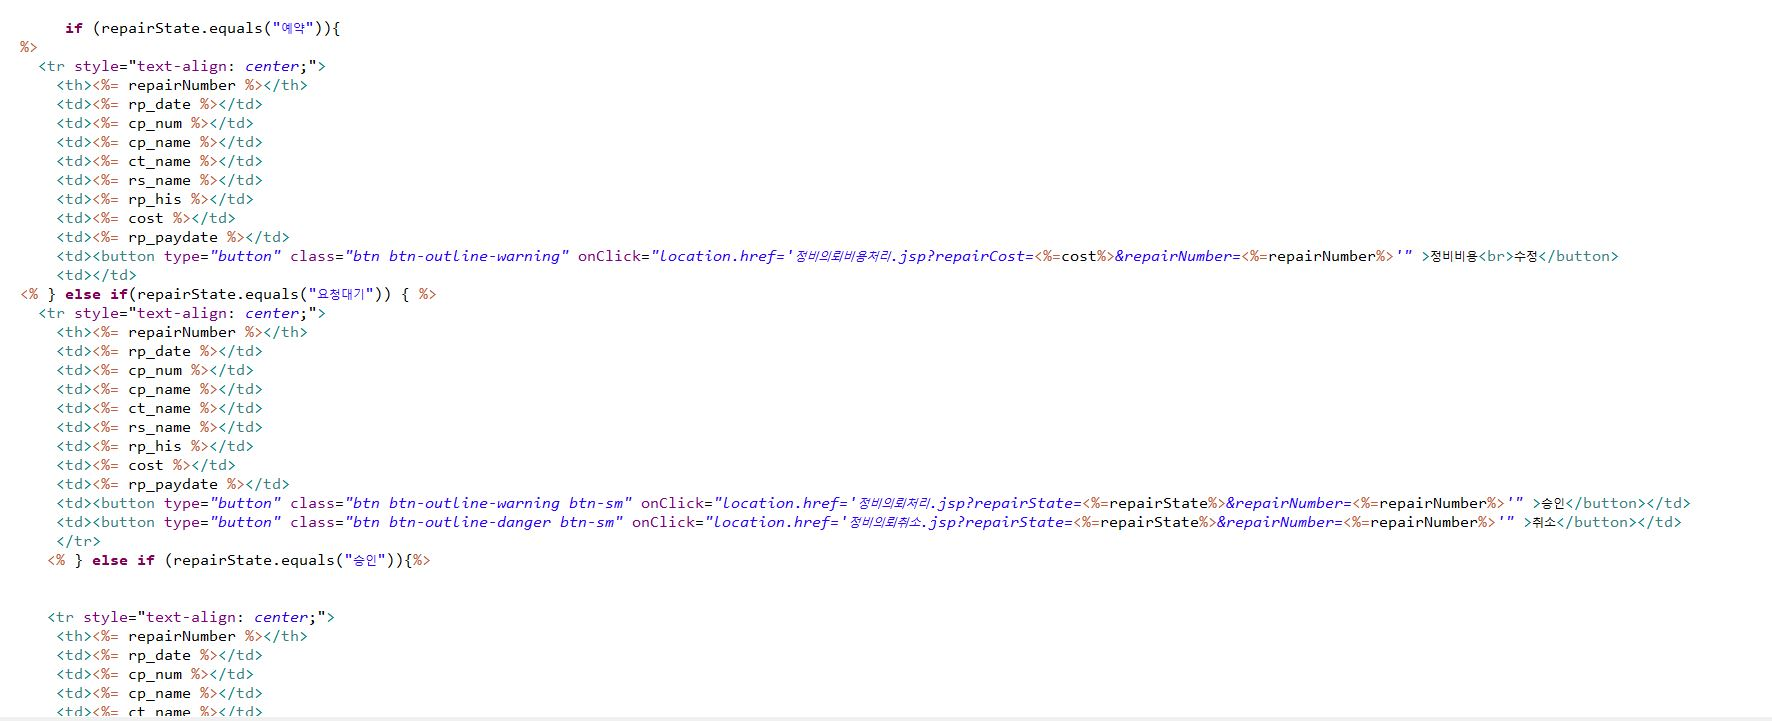 if (repairState.equals("예약")){
%>
<tr style="text-align: center;">
<th><%= repairNumber %></th>
<td><%= rp_date %></td>
<td><%= cp_num %></td>
<td><%= cp_name %></td>
<td><%= ct_name %></td>
<td><%= rs_name %></td>
<td><%= rp_his %></td>
<td><%= cost %></td>
<td><%= rp_paydate %></td>
<td><button type="button" class="btn btn-outline-warning" onClick="location.href='정비의뢰비용처리.jsp?repairCost=<%=cost%>&repairNumber=<%=repairNumber%>'" >정비비용<br>수정</button>
<td></td>
<% } else if(repairState.equals("요청대기")) { %>
<tr style="text-align: center;">
<th><%= repairNumber %></th>
<td><%= rp_date %></td>
<td><%= cp_num %></td>
<td><%= cp_name %></td>
<td><%= ct_name %></td>
<td><%= rs_name %></td>
<td><%= rp_his %></td>
<td><%= cost %></td>
<td><%= rp_paydate %></td>
<td><button type="button" class="btn btn-outline-warning btn-sm" onClick="location.href='정비의뢰처리.jsp?repairState=<%=repairState%>&repairNumber=<%=repairNumber%>'" >승인</button></td>
<td><button type="button" class="btn btn-outline-danger btn-sm" onClick="location.href='정비의뢰취소.jsp?repairState=<%=repairState%>&repairNumber=<%=repairNumber%>'" >취소</button></td>
</tr>
<% } else if (repairState.equals("승인")){%>
<tr style="text-align: center;">
<th><%= repairNumber %></th>
<td><%= rp_date %></td>
<td><%= cp_num %></td>
<td><%= cp_name %></td>
<td><%= ct_name %></td>